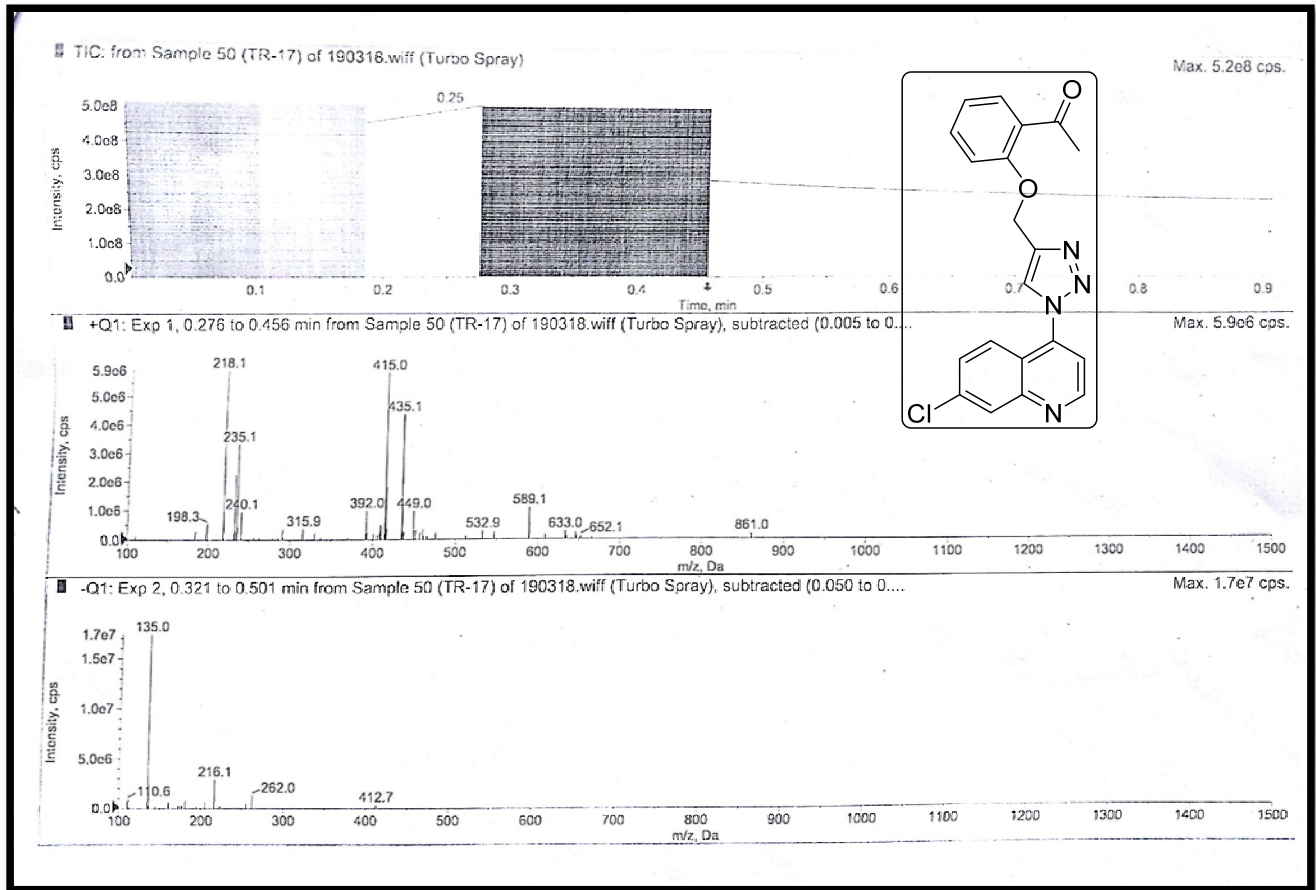 TIC: from Sample 50 (TR-17) of 190318.wiff (Turbo Spray)
Max. 5.2e8 cps.
Intensity, cps
5.0e8
4.0e8
3.0e8
2.0e8
1.0e8
0.0
0.25
0.1 0.2 0.3 0.4 0.5 0.6 0.7 0.8 0.9
Time, min
O
O
N
N
N
Cl
N
+Q1: Exp 1, 0.276 to 0.456 min from Sample 50 (TR-17) of 190318.wiff (Turbo Spray), subtracted (0.005 to 0....
Max. 5.9e6 cps.
Intensity, cps
5.9e6
5.0e6
4.0e6
3.0e6
2.0e6
1.0e6
0.0
218.1
415.0
435.1
235.1
240.1
198.3
315.9
392.0
449.0
532.9
589.1
633.0
652.1
861.0
100 200 300 400 500 600 700 800 900 1000 1100 1200 1300 1400 1500
m/z, Da
-Q1: Exp 2, 0.321 to 0.501 min from Sample 50 (TR-17) of 190318.wiff (Turbo Spray), subtracted (0.050 to 0....
Max. 1.7e7 cps.
Intensity, cps
1.7e7
1.5e7
1.0e7
5.0e6
0.0
135.0
110.6
216.1
262.0
412.7
100 200 300 400 500 600 700 800 900 1000 1100 1200 1300 1400 1500
m/z, Da